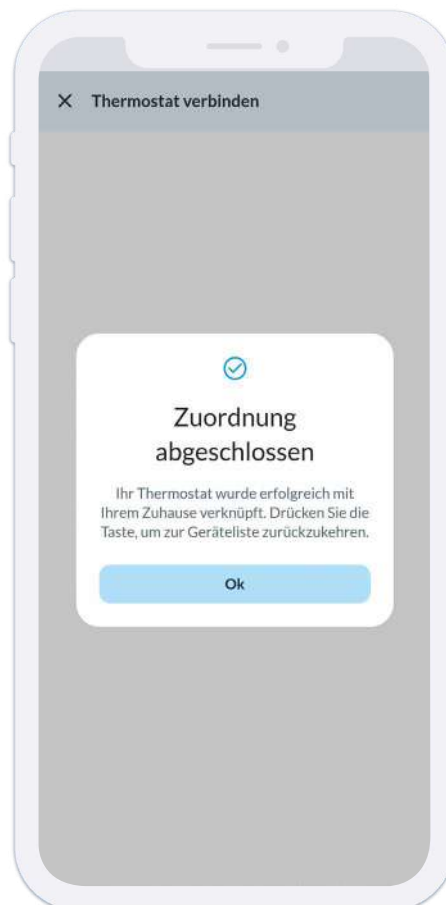 Thermostat verbinden
Zuordnung
abgeschlossen
Ihr Thermostat wurde erfolgreich mit
Ihrem Zuhause verknüpft. Drücken Sie die
Taste, um zur Geräteliste zurückzukehren.
Ok